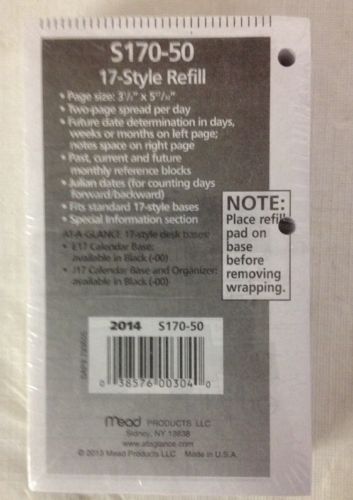 S170-50
17-Style Refill
• Page size: 3½" x 5¹⁵⁄₁₆"
• Two-page spread per day
• Future date determination in days,
weeks or months on left page;
notes space on right page
• Past, current and future
monthly reference blocks
• Julian dates (for counting days
forward/backward)
• Fits standard 17-style bases
• Special Information section
AT-A-GLANCE 17-style desk bases:
• E17 Calendar Base:
available in Black (-00)
• J17 Calendar Base and Organizer:
available in Black (-00)
NOTE:
Place refill
pad on
base
before
removing
wrapping.
2014 S170-50
0 38576 00304 0
Mead PRODUCTS LLC
Sidney, NY 13838
www.ataglance.com
© 2013 Mead Products LLC Made in U.S.A.